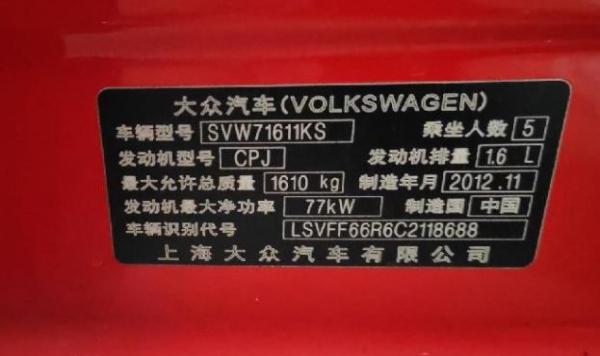 大众汽车(VOLKSWAGEN)
车辆型号 SVW71611KS 乘坐人数 5
发动机型号 CPJ 发动机排量 1.6 L
最大允许总质量 1610 kg 制造年月 2012.11
发动机最大净功率 77kW 制造国 中国
车辆识别代号 LSVFF66R6C2118688
上海大众汽车有限公司